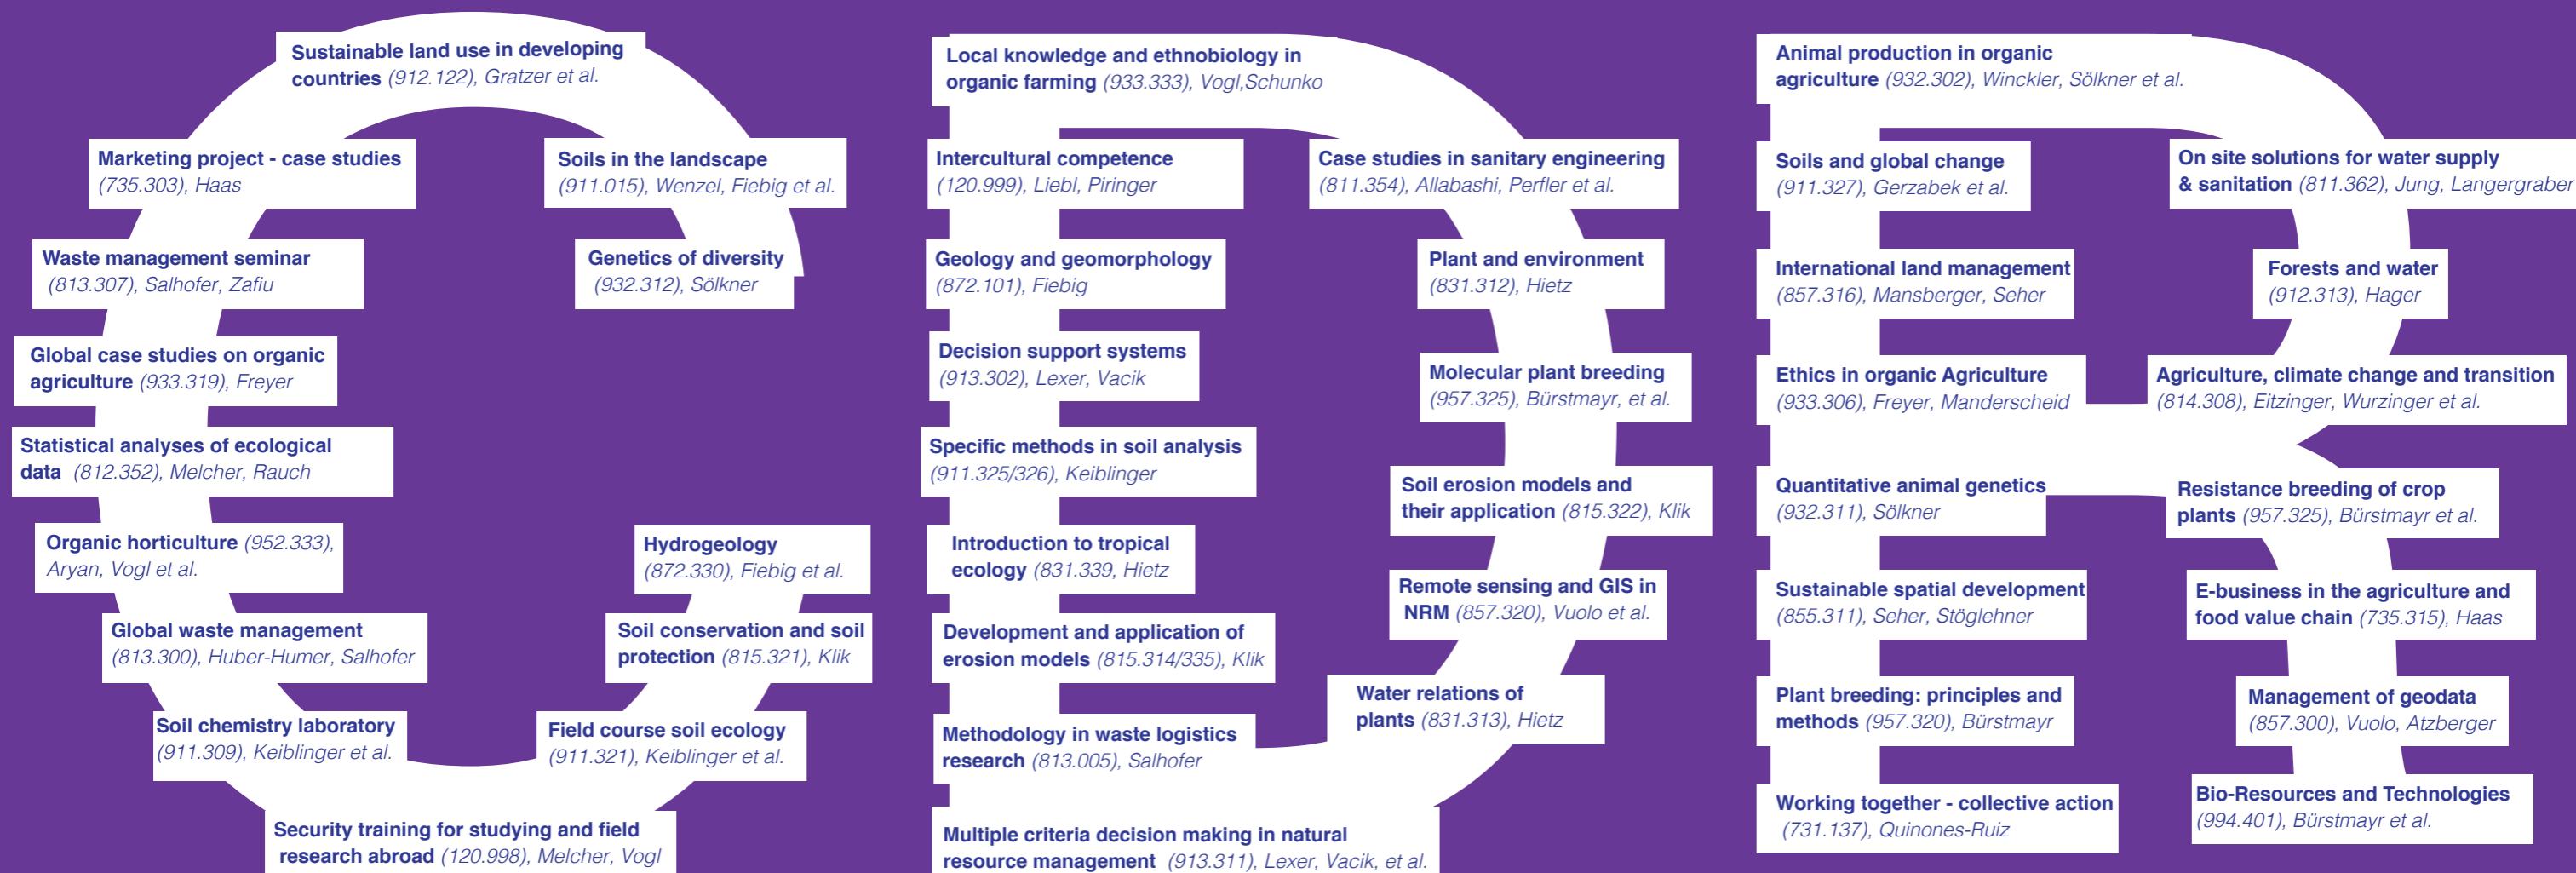 Sustainable land use in developing
countries (912.122), Gratzer et al.
Marketing project - case studies
(735.303), Haas
Soils in the landscape
(911.015), Wenzel, Fiebig et al.
Waste management seminar
(813.307), Salhofer, Zafiu
Genetics of diversity
(932.312), Sölkner
Global case studies on organic
agriculture (933.319), Freyer
Statistical analyses of ecological
data (812.352), Melcher, Rauch
Organic horticulture (952.333),
Aryan, Vogl et al.
Hydrogeology
(872.330), Fiebig et al.
Global waste management
(813.300), Huber-Humer, Salhofer
Soil conservation and soil
protection (815.321), Klik
Soil chemistry laboratory
(911.309), Keiblinger et al.
Field course soil ecology
(911.321), Keiblinger et al.
Security training for studying and field
research abroad (120.998), Melcher, Vogl
Local knowledge and ethnobiology in
organic farming (933.333), Vogl,Schunko
Intercultural competence
(120.999), Liebl, Piringer
Case studies in sanitary engineering
(811.354), Allabashi, Perfler et al.
Geology and geomorphology
(872.101), Fiebig
Plant and environment
(831.312), Hietz
Decision support systems
(913.302), Lexer, Vacik
Molecular plant breeding
(957.325), Bürstmayr, et al.
Specific methods in soil analysis
(911.325/326), Keiblinger
Soil erosion models and
their application (815.322), Klik
Introduction to tropical
ecology (831.339, Hietz
Remote sensing and GIS in
NRM (857.320), Vuolo et al.
Development and application of
erosion models (815.314/335), Klik
Water relations of
plants (831.313), Hietz
Methodology in waste logistics
research (813.005), Salhofer
Multiple criteria decision making in natural
resource management (913.311), Lexer, Vacik, et al.
Animal production in organic
agriculture (932.302), Winckler, Sölkner et al.
Soils and global change
(911.327), Gerzabek et al.
On site solutions for water supply
& sanitation (811.362), Jung, Langergraber
International land management
(857.316), Mansberger, Seher
Forests and water
(912.313), Hager
Ethics in organic Agriculture
(933.306), Freyer, Manderscheid
Agriculture, climate change and transition
(814.308), Eitzinger, Wurzinger et al.
Quantitative animal genetics
(932.311), Sölkner
Resistance breeding of crop
plants (957.325), Bürstmayr et al.
Sustainable spatial development
(855.311), Seher, Stöglehner
E-business in the agriculture and
food value chain (735.315), Haas
Plant breeding: principles and
methods (957.320), Bürstmayr
Management of geodata
(857.300), Vuolo, Atzberger
Working together - collective action
(731.137), Quinones-Ruiz
Bio-Resources and Technologies
(994.401), Bürstmayr et al.